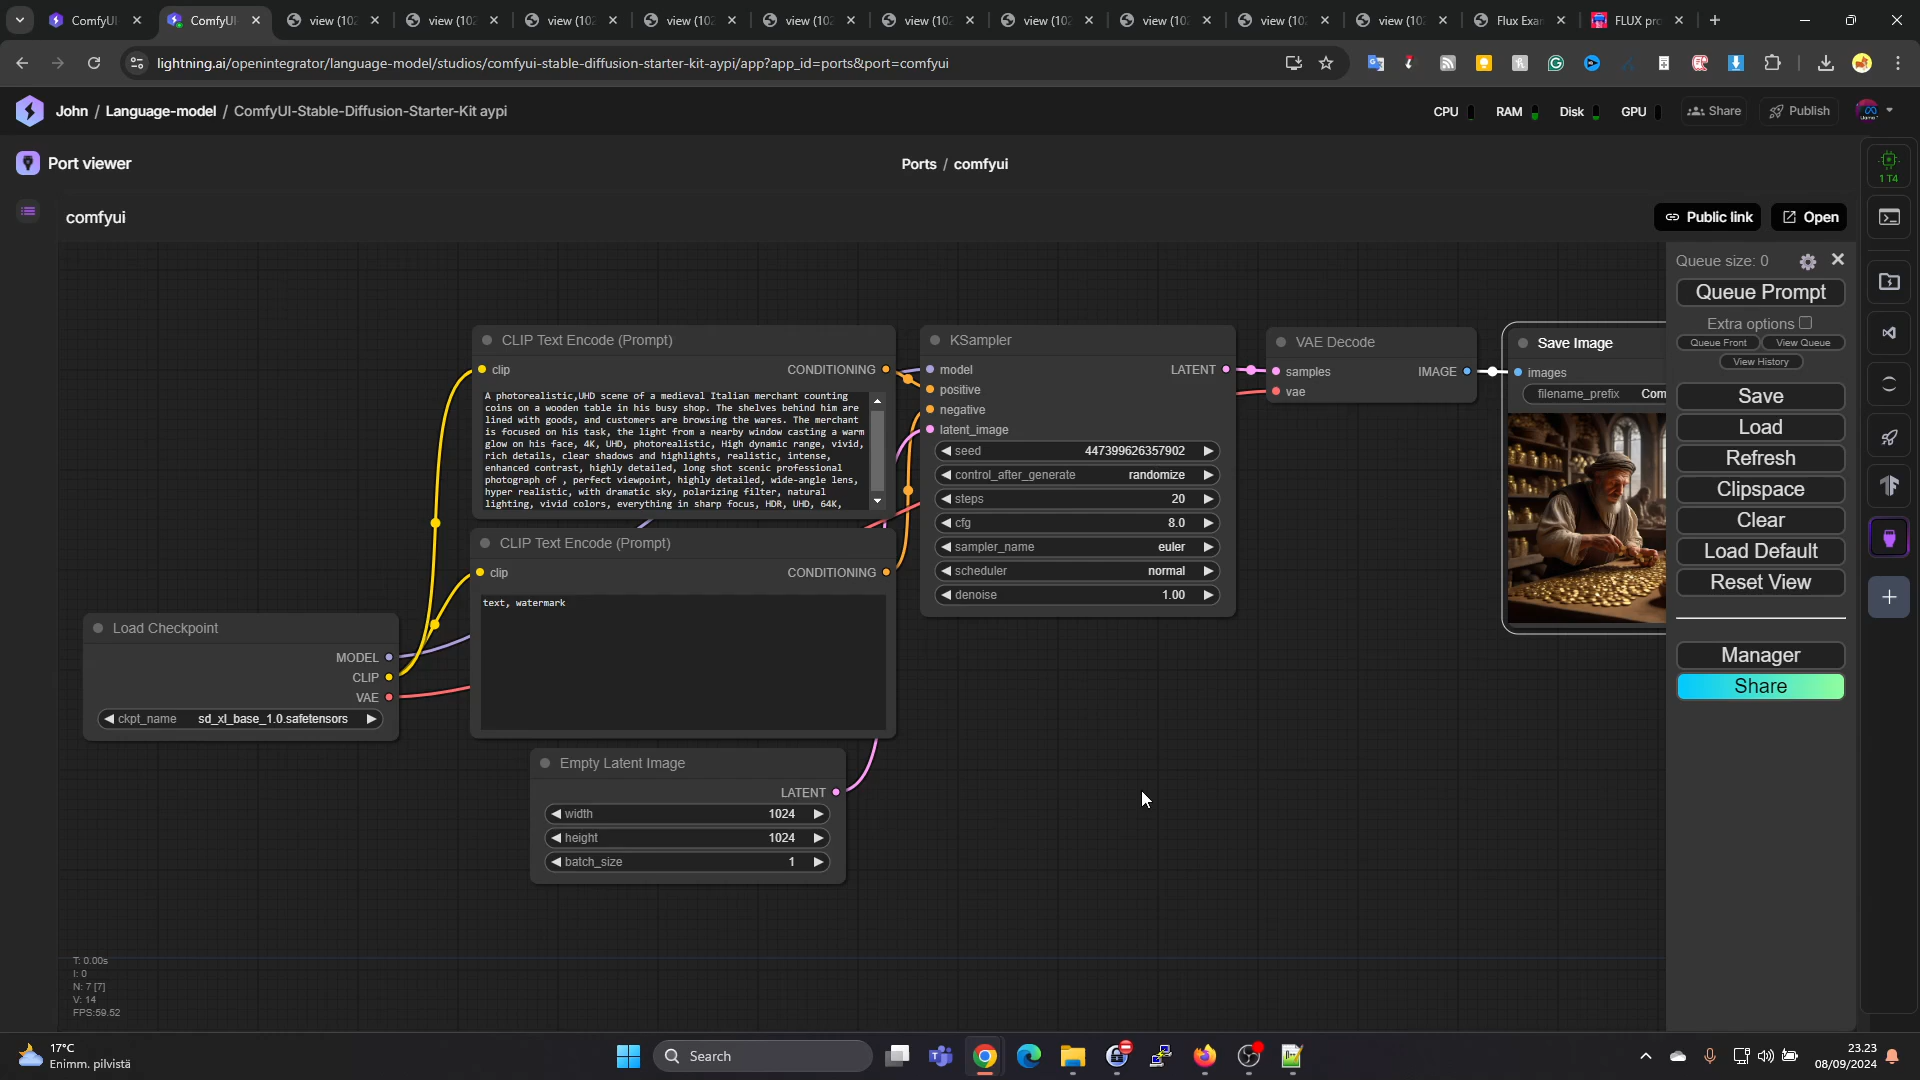 ComfyUI
ComfyUI
view (102
view (102
view (102
view (102
view (102
view (102
view (102
view (102
view (102
view (102
Flux Exa
FLUX pro
lightning.ai/openintegrator/language-model/studios/comfyui-stable-diffusion-starter-kit-aypi/app?app_id=ports&port=comfyui
John / Language-model / ComfyUI-Stable-Diffusion-Starter-Kit aypi
CPU
RAM
Disk
GPU
Share
Publish
Port viewer
Ports / comfyui
1 T4
comfyui
Public link
Open
Queue size: 0
Queue Prompt
Extra options
Queue Front
View Queue
View History
Save
Load
Refresh
Clipspace
Clear
Load Default
Reset View
Manager
Share
CLIP Text Encode (Prompt)
clip
CONDITIONING
A photorealistic,UHD scene of a medieval Italian merchant counting
coins on a wooden table in his busy shop. The shelves behind him are
lined with goods, and customers are browsing the wares. The merchant
is focused on his task, the light from a nearby window casting a warm
glow on his face, 4K, UHD, photorealistic, High dynamic range, vivid,
rich details, clear shadows and highlights, realistic, intense,
enhanced contrast, highly detailed, long shot scenic professional
photograph of , perfect viewpoint, highly detailed, wide-angle lens,
hyper realistic, with dramatic sky, polarizing filter, natural
lighting, vivid colors, everything in sharp focus, HDR, UHD, 64K,
CLIP Text Encode (Prompt)
clip
CONDITIONING
text, watermark
Load Checkpoint
MODEL
CLIP
VAE
ckpt_name sd_xl_base_1.0.safetensors
Empty Latent Image
LATENT
width 1024
height 1024
batch_size 1
KSampler
model
LATENT
positive
negative
latent_image
seed 447399626357902
control_after_generate randomize
steps 20
cfg 8.0
sampler_name euler
scheduler normal
denoise 1.00
VAE Decode
samples
IMAGE
vae
Save Image
images
filename_prefix Com
T: 0.00s
I: 0
N: 7 [7]
V: 14
FPS:59.52
17°C
Enimm. pilvistä
Search
23.23
08/09/2024